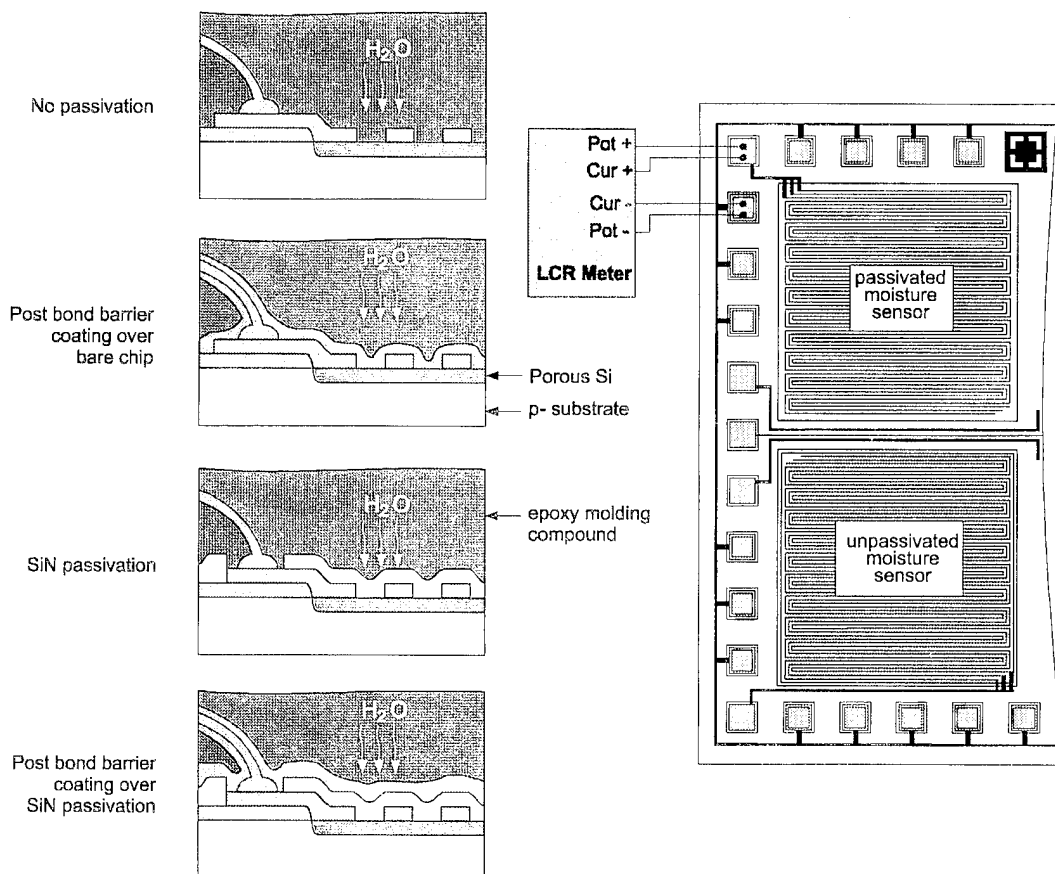 H2O
No passivation
H2O
Post bond barrier
coating over
bare chip
Porous Si
p- substrate
H2O
SiN passivation
epoxy molding
compound
H2O
Post bond barrier
coating over
SiN passivation
Pot +
Cur +
Cur -
Pot -
LCR Meter
passivated
moisture
sensor
unpassivated
moisture
sensor